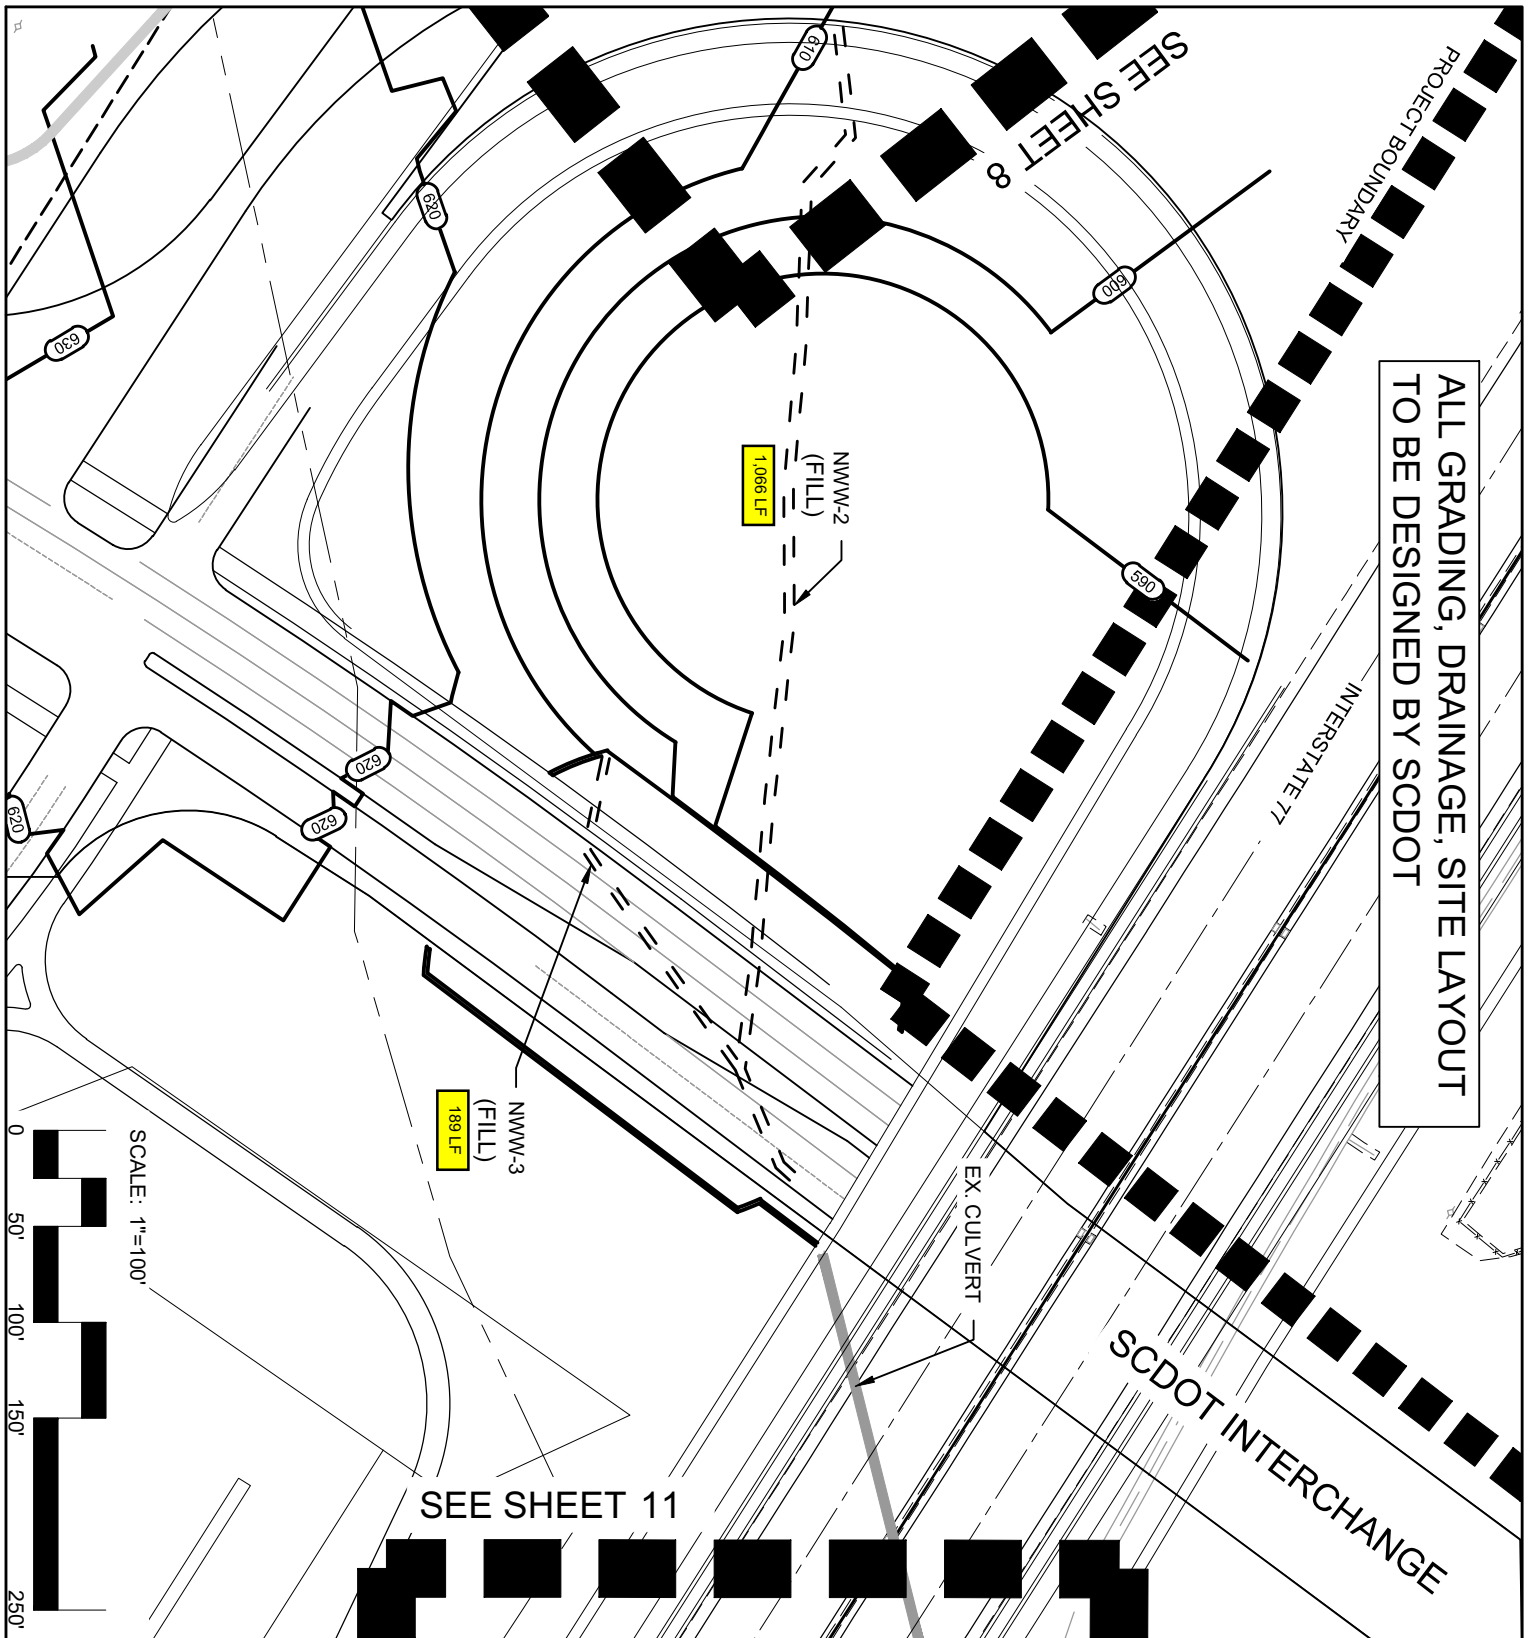 ALL GRADING, DRAINAGE, SITE LAYOUT
TO BE DESIGNED BY SCDOT
PROJECT BOUNDARY
SEE SHEET 8
INTERSTATE 77
610
600
590
620
630
620
620
620
NWW-2
(FILL)
1,066 LF
NWW-3
(FILL)
189 LF
EX. CULVERT
SCDOT INTERCHANGE
SEE SHEET 11
SCALE: 1"=100'
0
50'
100'
150'
250'